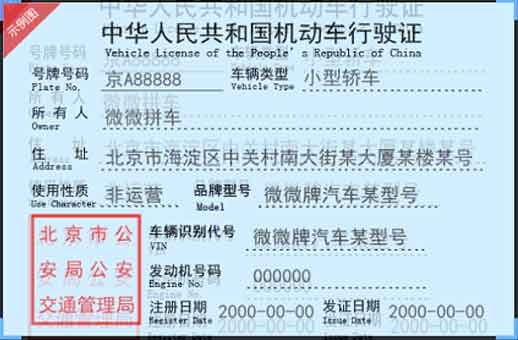 示例图
中华人民共和国机动车行驶证
Vehicle License of the People's Republic of China
号牌号码 京A88888 车辆类型 小型轿车
Plate No. Vehicle Type
所有人 微微拼车
Owner
住址 北京市海淀区中关村南大街某大厦某楼某号
Address
使用性质 非运营 品牌型号 微微牌汽车某型号
Use Character Model
北京市公 车辆识别代号 微微牌汽车某型号
VIN
安局公安 发动机号码 000000
Engine No.
交通管理局 注册日期 2000-00-00 发证日期 2000-00-00
Register Date Issue Date